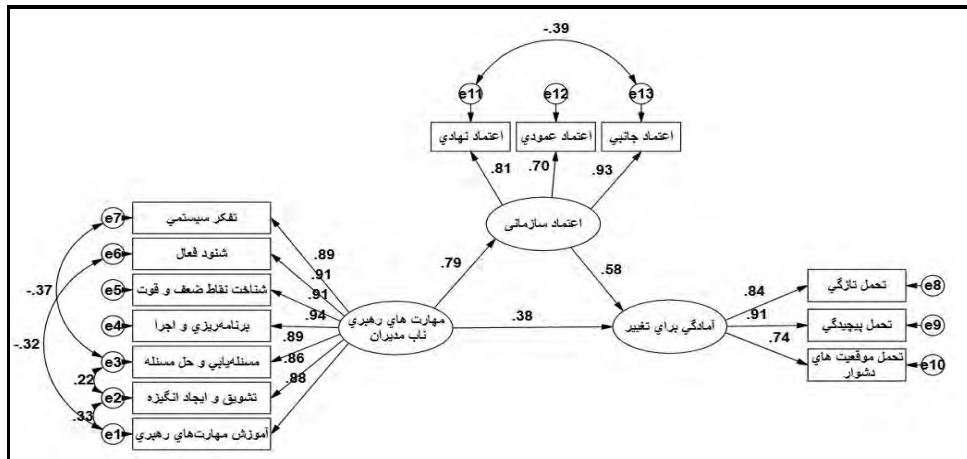 -.39
e11
e12
e13
اعتماد نهادي
اعتماد عمودي
اعتماد جانبي
.81
.70
.93
اعتماد سازمانی
e7
تفکر سيستمي
e6
شنود فعال
e5
شناخت نقاط ضعف و قوت
e4
برنامه‌ريزي و اجرا
e3
مسئله‌يابي و حل مسئله
e2
تشويق و ايجاد انگيزه
e1
آموزش مهارت‌هاي رهبري
-.37
-.32
.22
.33
.89
.91
.91
.94
.89
.86
.88
مهارت هاي رهبري
ناب مديران
.79
.58
.38
آمادگي براي تغيير
.84
.91
.74
تحمل تازگي
e8
تحمل پيچيدگي
e9
تحمل موقعيت هاي
دشوار
e10